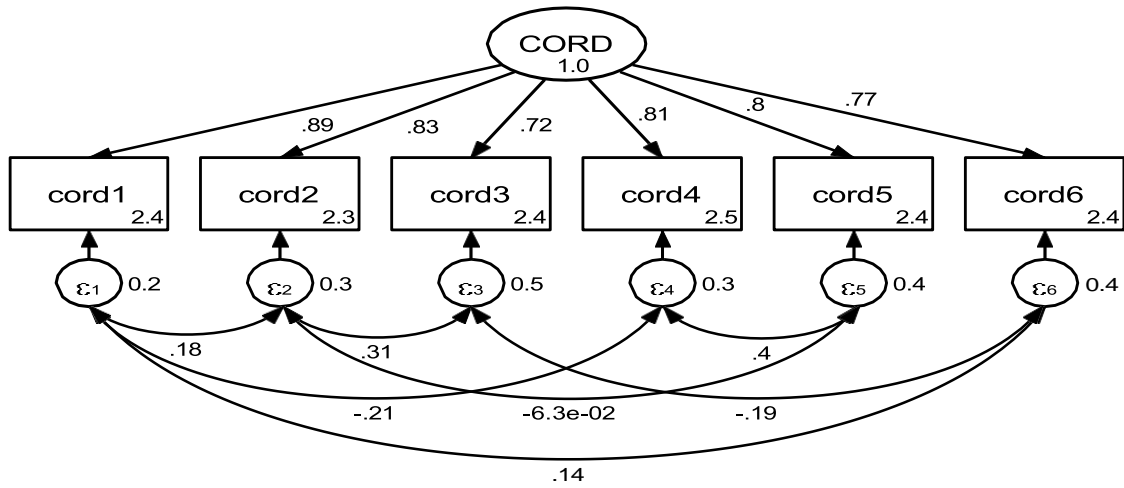 CORD
1.0
.89
.83
.72
.81
.8
.77
cord1
2.4
cord2
2.3
cord3
2.4
cord4
2.5
cord5
2.4
cord6
2.4
ε1
0.2
ε2
0.3
ε3
0.5
ε4
0.3
ε5
0.4
ε6
0.4
.18
.31
.4
-.21
-6.3e-02
-.19
.14